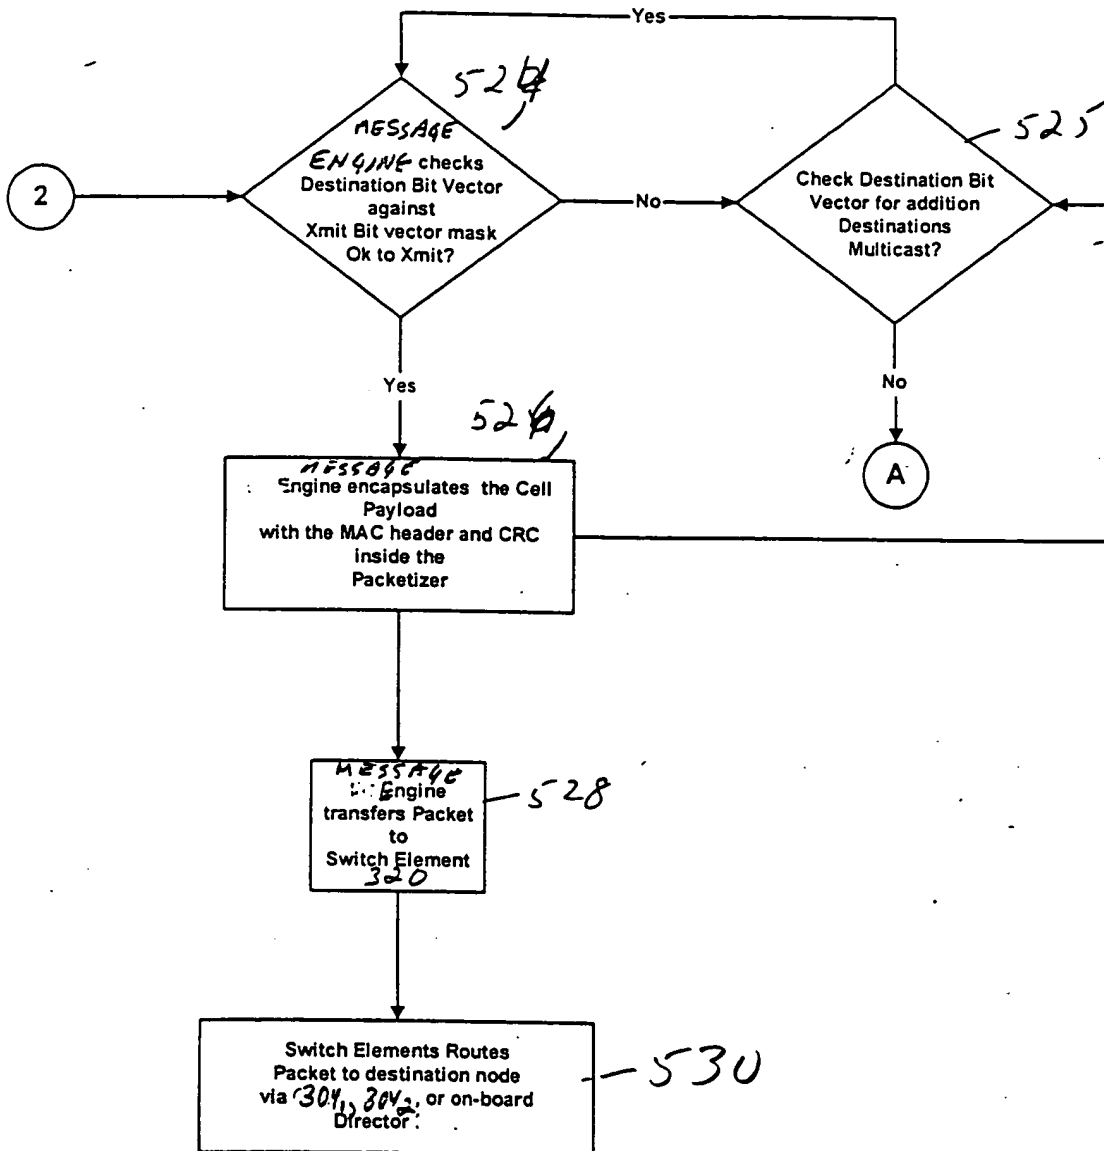 Yes
524
525
2
MESSAGE
ENGINE checks
Destination Bit Vector
against
Xmit Bit vector mask
Ok to Xmit?
No
Check Destination Bit
Vector for addition
Destinations
Multicast?
Yes
No
526
A
MESSAGE
Engine encapsulates the Cell
Payload
with the MAC header and CRC
inside the
Packetizer
MESSAGE
Engine
transfers Packet
to
Switch Element
320
528
Switch Elements Routes
Packet to destination node
via 304₁, 304₂, or on-board
Director.
530